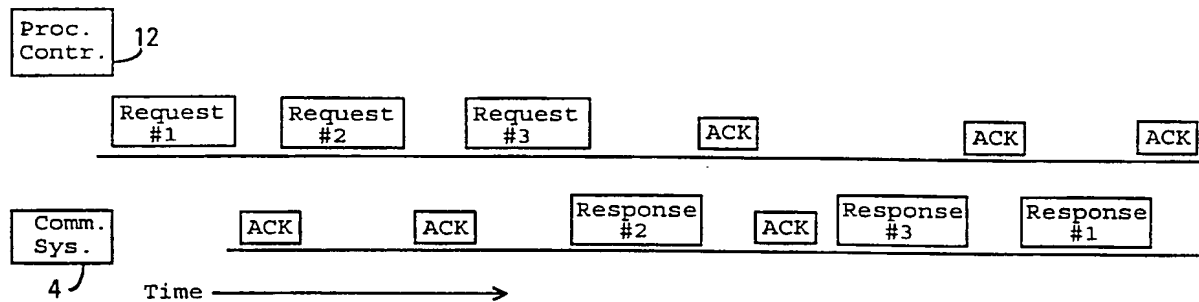 Proc.
Contr.
12
Request
#1
Request
#2
Request
#3
ACK
ACK
ACK
Comm.
Sys.
4
ACK
ACK
Response
#2
ACK
Response
#3
Response
#1
Time